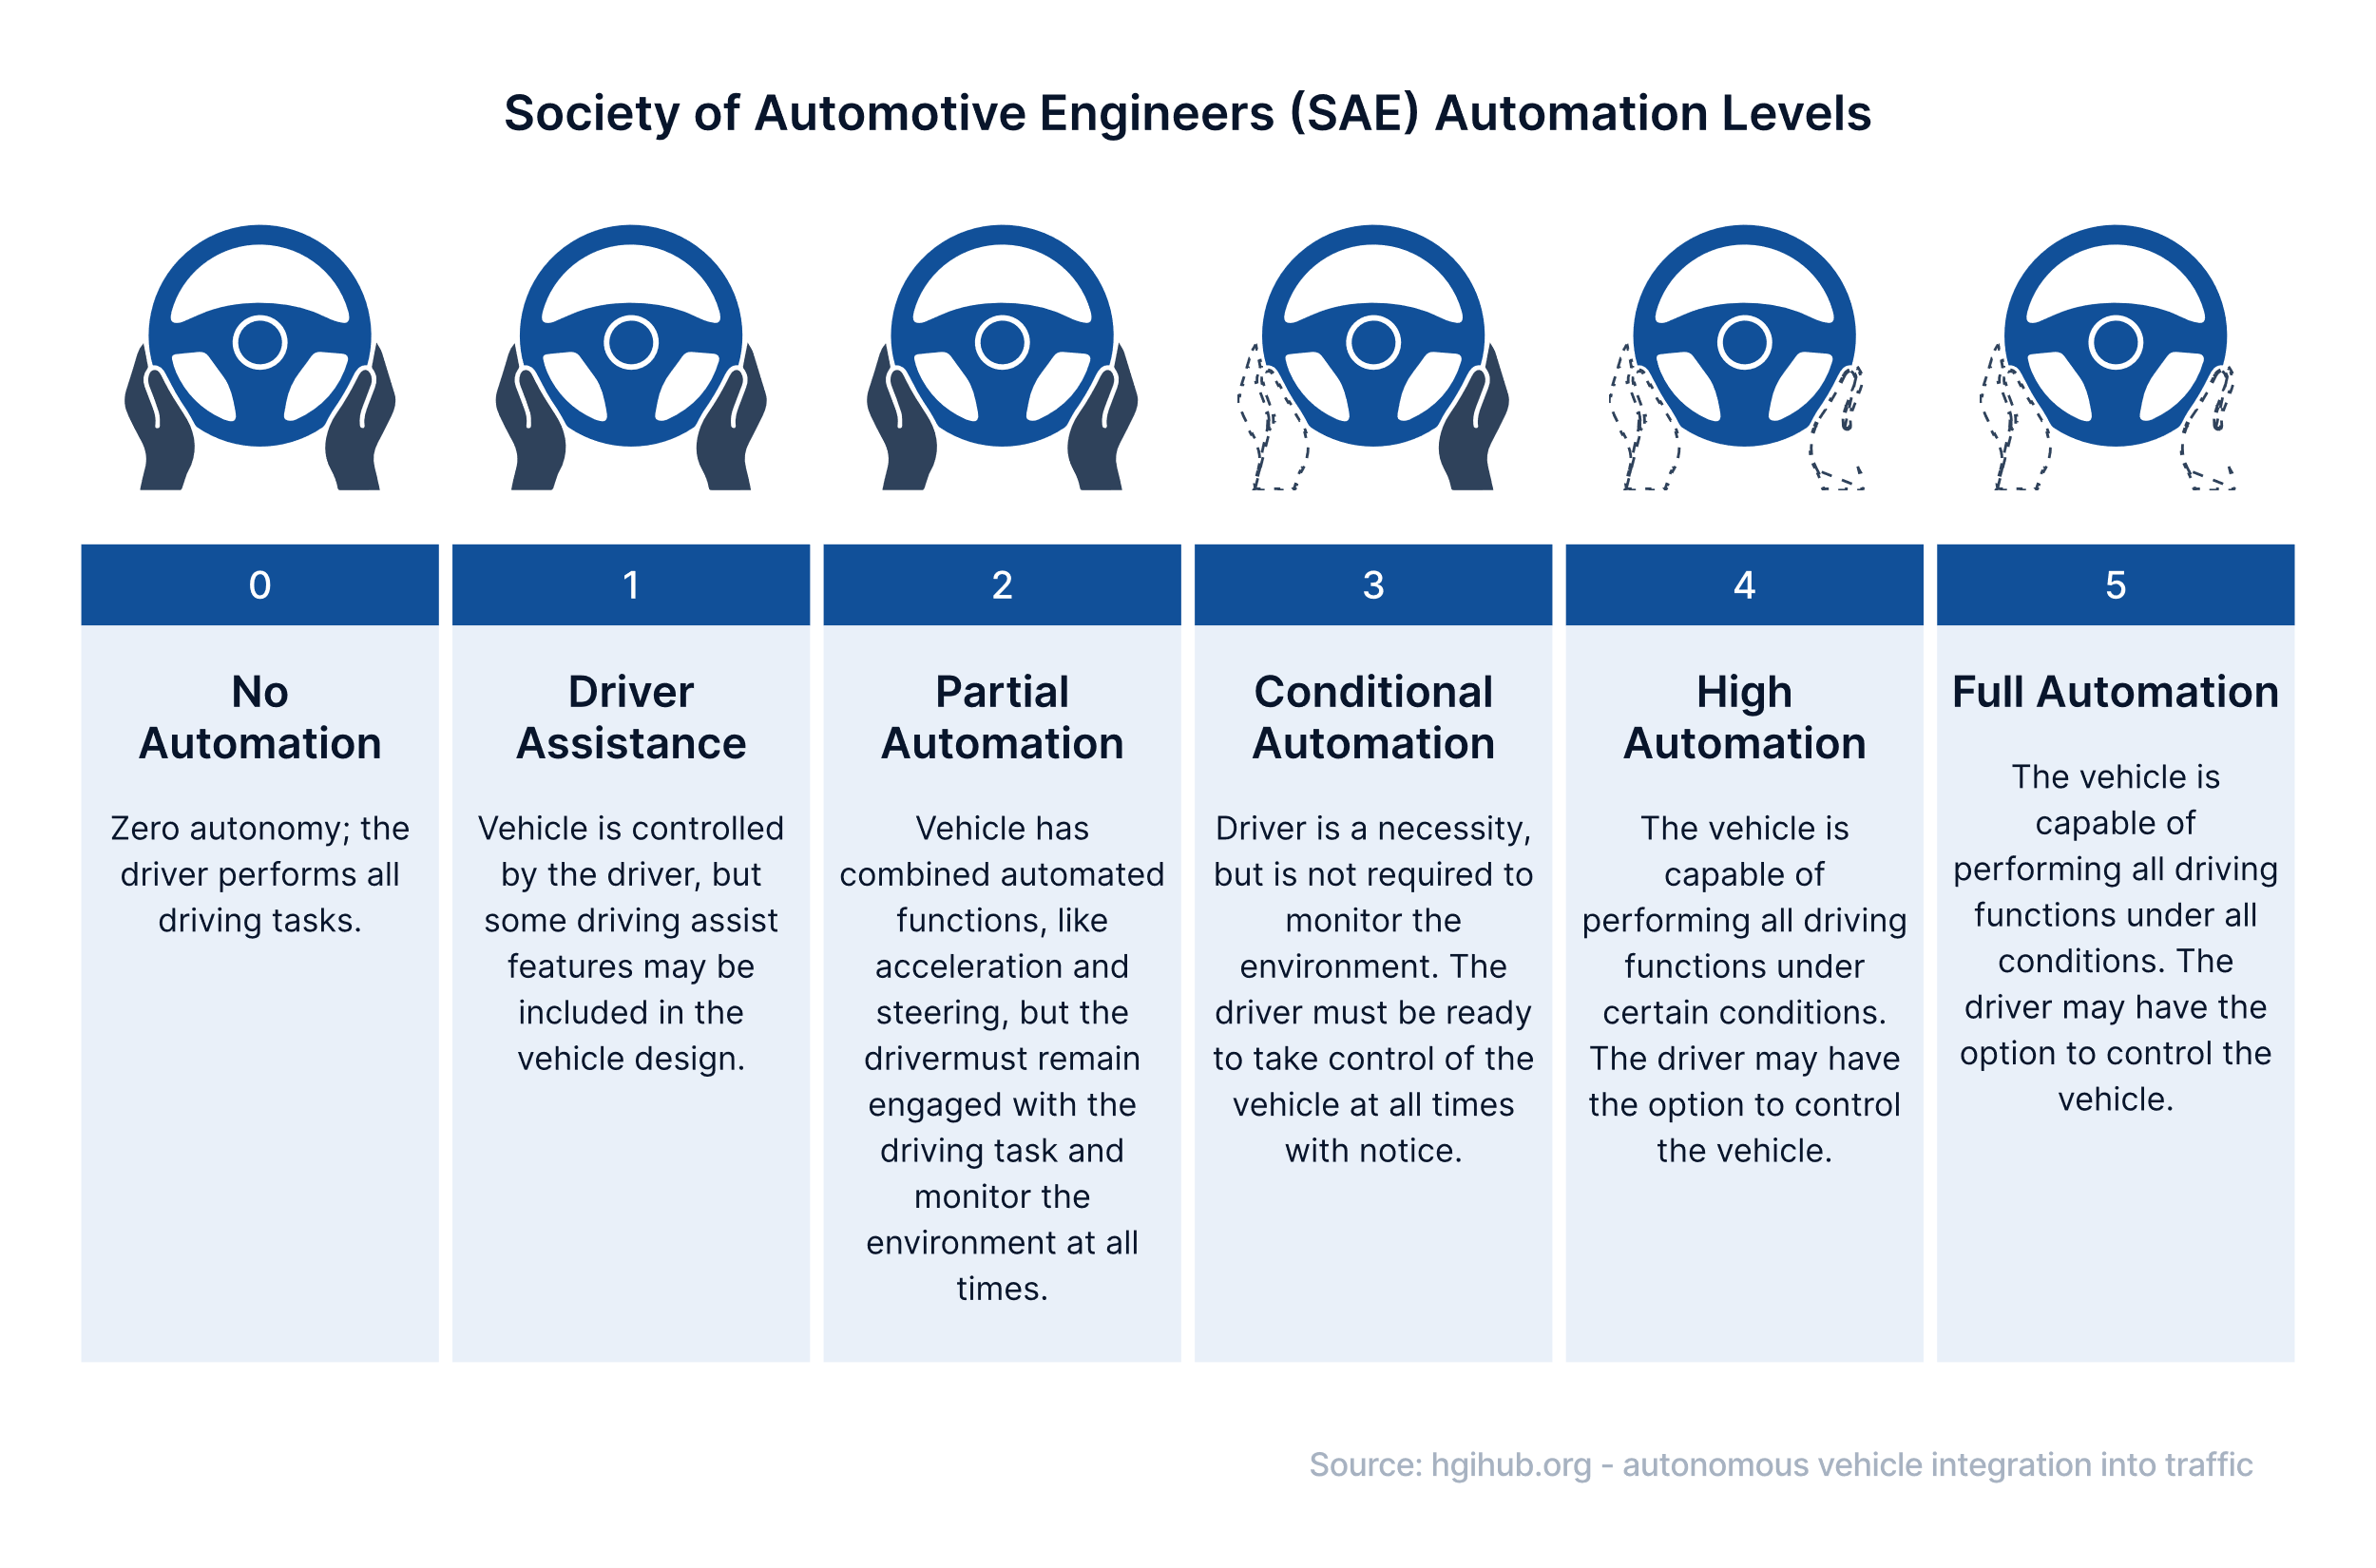 Society of Automotive Engineers (SAE) Automation Levels
0
No
Automation
Zero autonomy; the
driver performs all
driving tasks.
1
Driver
Assistance
Vehicle is controlled
by the driver, but
some driving assist
features may be
included in the
vehicle design.
2
Partial
Automation
Vehicle has
combined automated
functions, like
acceleration and
steering, but the
drivermust remain
engaged with the
driving task and
monitor the
environment at all
times.
3
Conditional
Automation
Driver is a necessity,
but is not required to
monitor the
environment. The
driver must be ready
to take control of the
vehicle at all times
with notice.
4
High
Automation
The vehicle is
capable of
performing all driving
functions under
certain conditions.
The driver may have
the option to control
the vehicle.
5
Full Automation
The vehicle is
capable of
performing all driving
functions under all
conditions. The
driver may have the
option to control the
vehicle.
Source: hgihub.org - autonomous vehicle integration into traffic